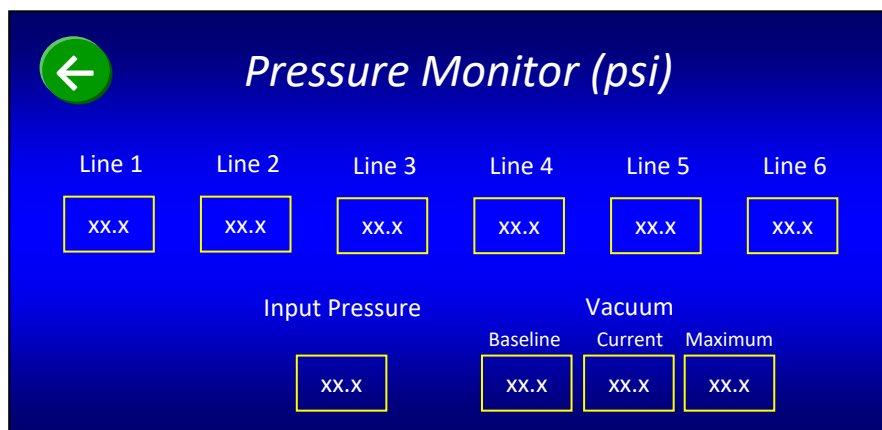 Pressure Monitor (psi)
Line 1 Line 2 Line 3 Line 4 Line 5 Line 6
xx.x xx.x xx.x xx.x xx.x xx.x
Input Pressure Vacuum
Baseline Current Maximum
xx.x xx.x xx.x xx.x